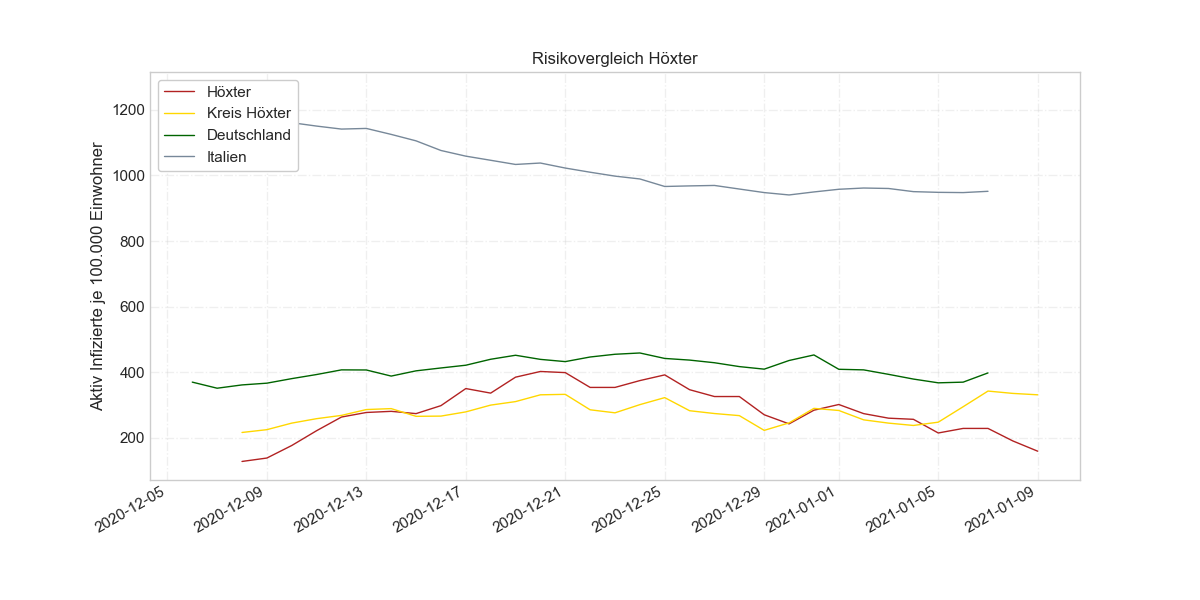 Risikovergleich Höxter
Höxter
Kreis Höxter
Deutschland
Italien
Aktiv Infizierte je 100.000 Einwohner
1200
1000
800
600
400
200
2020-12-05
2020-12-09
2020-12-13
2020-12-17
2020-12-21
2020-12-25
2020-12-29
2021-01-01
2021-01-05
2021-01-09